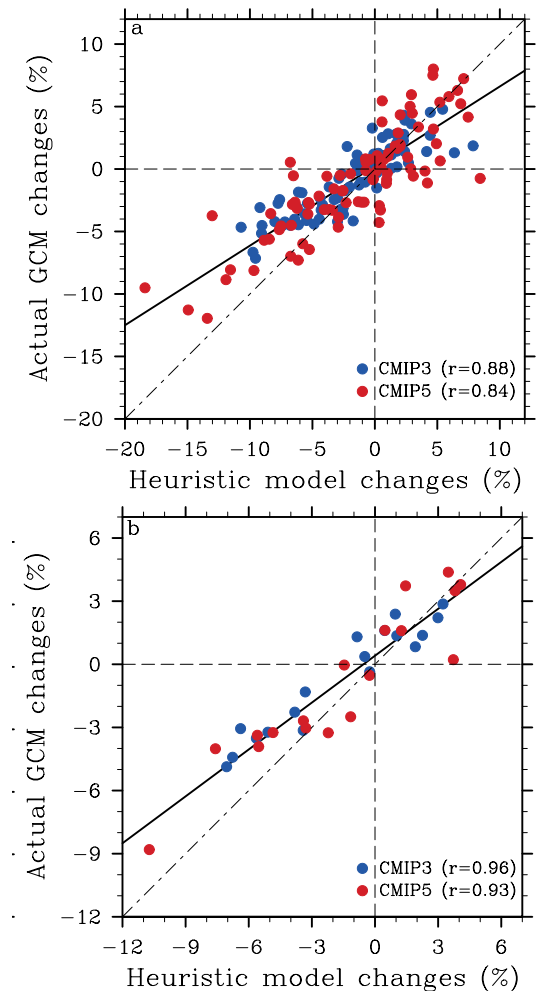 a
10
5
0
−5
−10
−15
−20
Actual GCM changes (%)
CMIP3 (r=0.88)
CMIP5 (r=0.84)
−20 −15 −10 −5 0 5 10
Heuristic model changes (%)
b
6
3
0
−3
−6
−9
−12
Actual GCM changes (%)
CMIP3 (r=0.96)
CMIP5 (r=0.93)
−12 −9 −6 −3 0 3 6
Heuristic model changes (%)